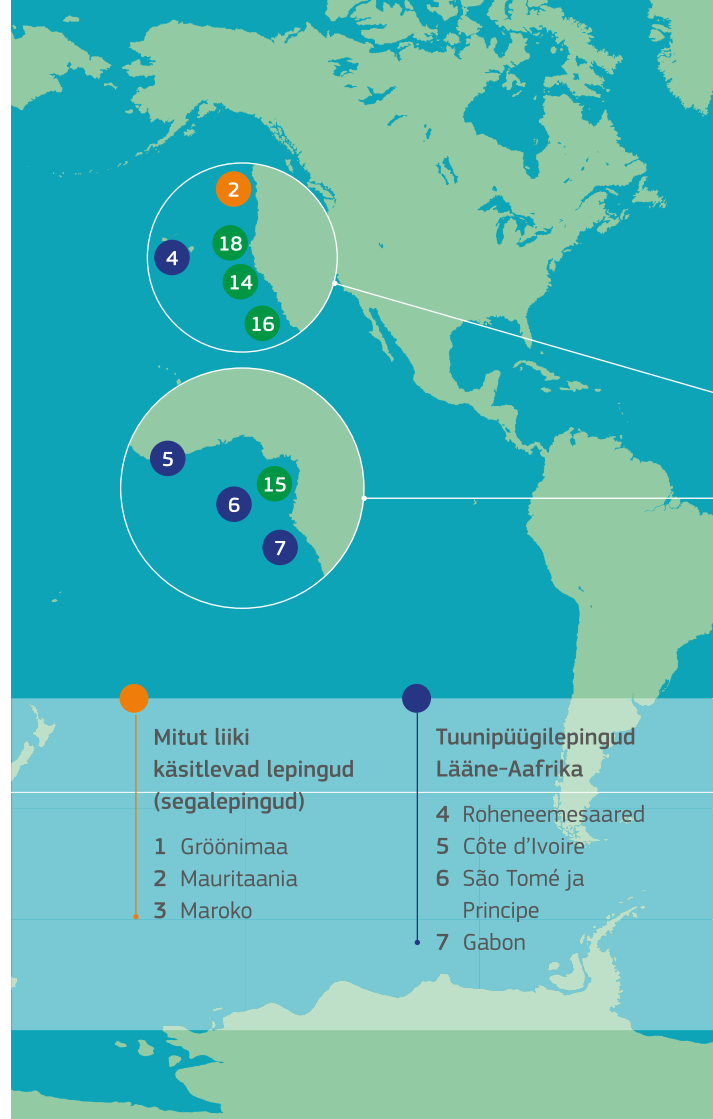 2
18
4
14
16
5
15
6
7
Mitut liiki
käsitlevad lepingud
(segalepingud)
1 Gröönimaa
2 Mauritaania
3 Maroko
Tuunipüügilepingud
Lääne-Aafrika
4 Roheneemesaared
5 Côte d’Ivoire
6 São Tomé ja
Principe
7 Gabon